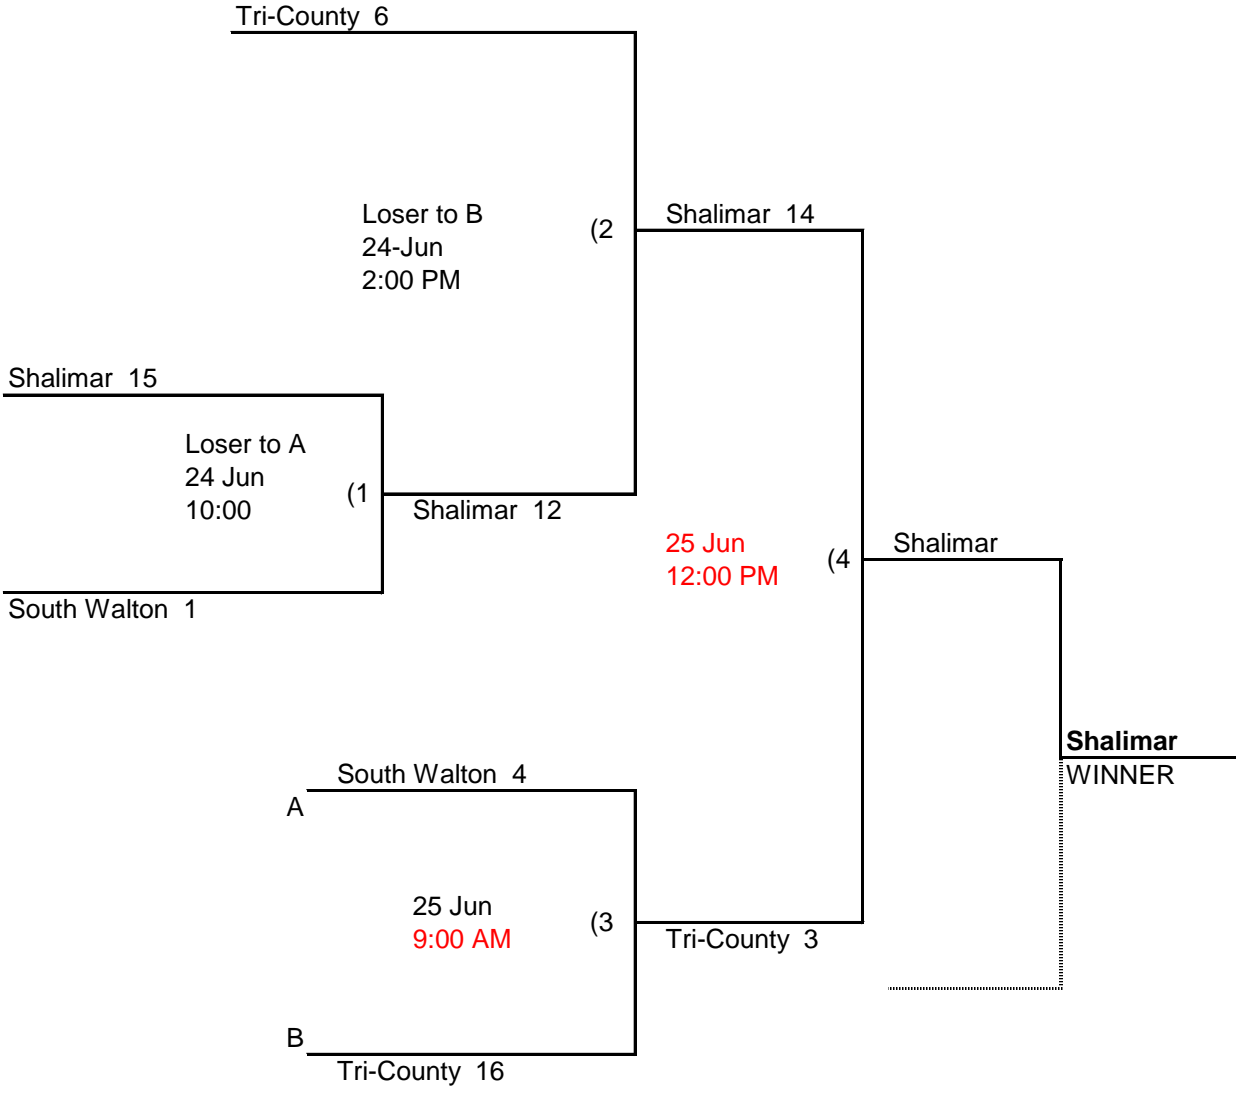 Tri-County  6
Loser to B
24-Jun
2:00 PM
(2
Shalimar  14
Shalimar  15
Loser to A
24 Jun
10:00
(1
Shalimar  12
South Walton  1
25 Jun
12:00 PM
(4
Shalimar
Shalimar
WINNER
South Walton  4
A
25 Jun
9:00 AM
(3
Tri-County  3
B
Tri-County  16